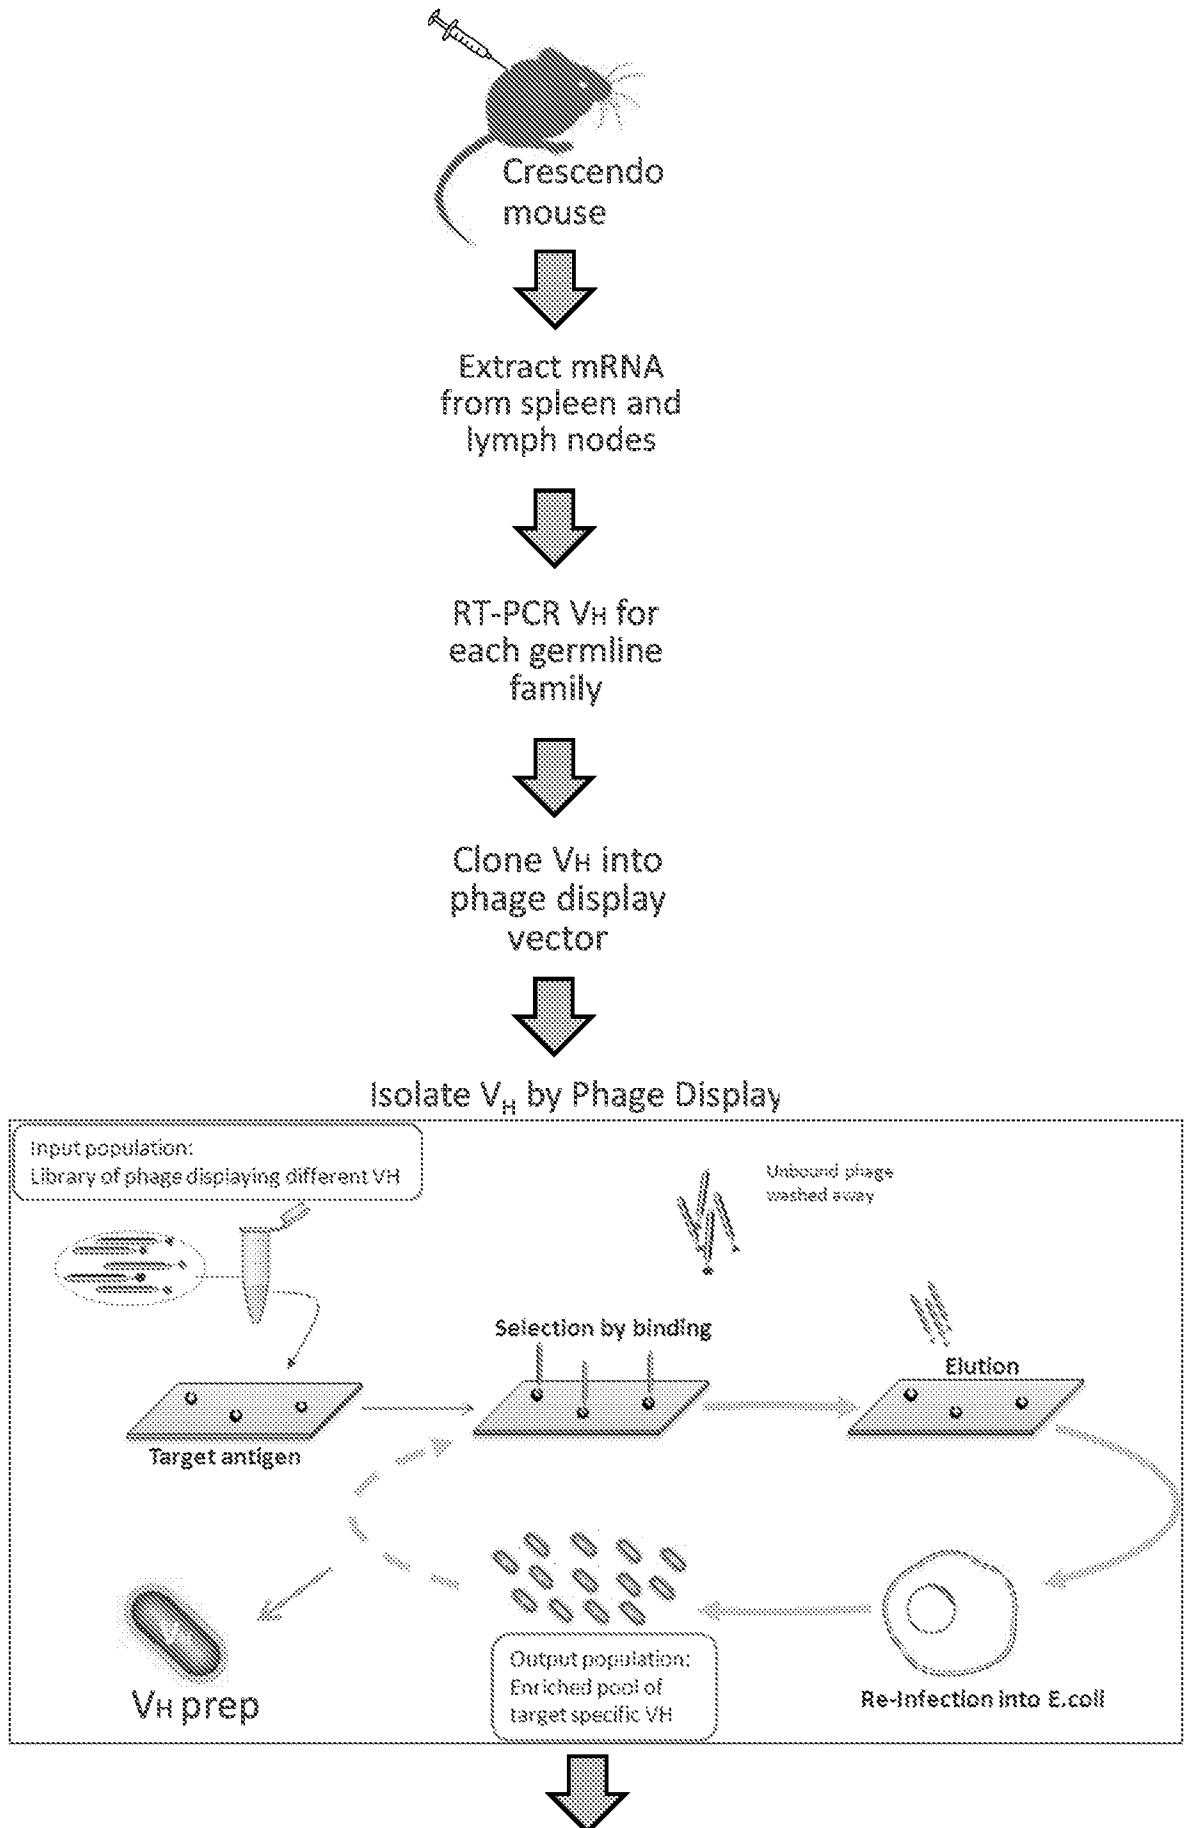 Crescendo
mouse
Extract mRNA
from spleen and
lymph nodes
RT-PCR VH for
each germline
family
Clone VH into
phage display
vector
Isolate VH by Phage Display
Input population:
Library of phage displaying different VH
Unbound phage
washed away
Selection by binding
Elution
Target antigen
Output population:
Enriched pool of
target specific VH
VH prep
Re-Infection into E.coli